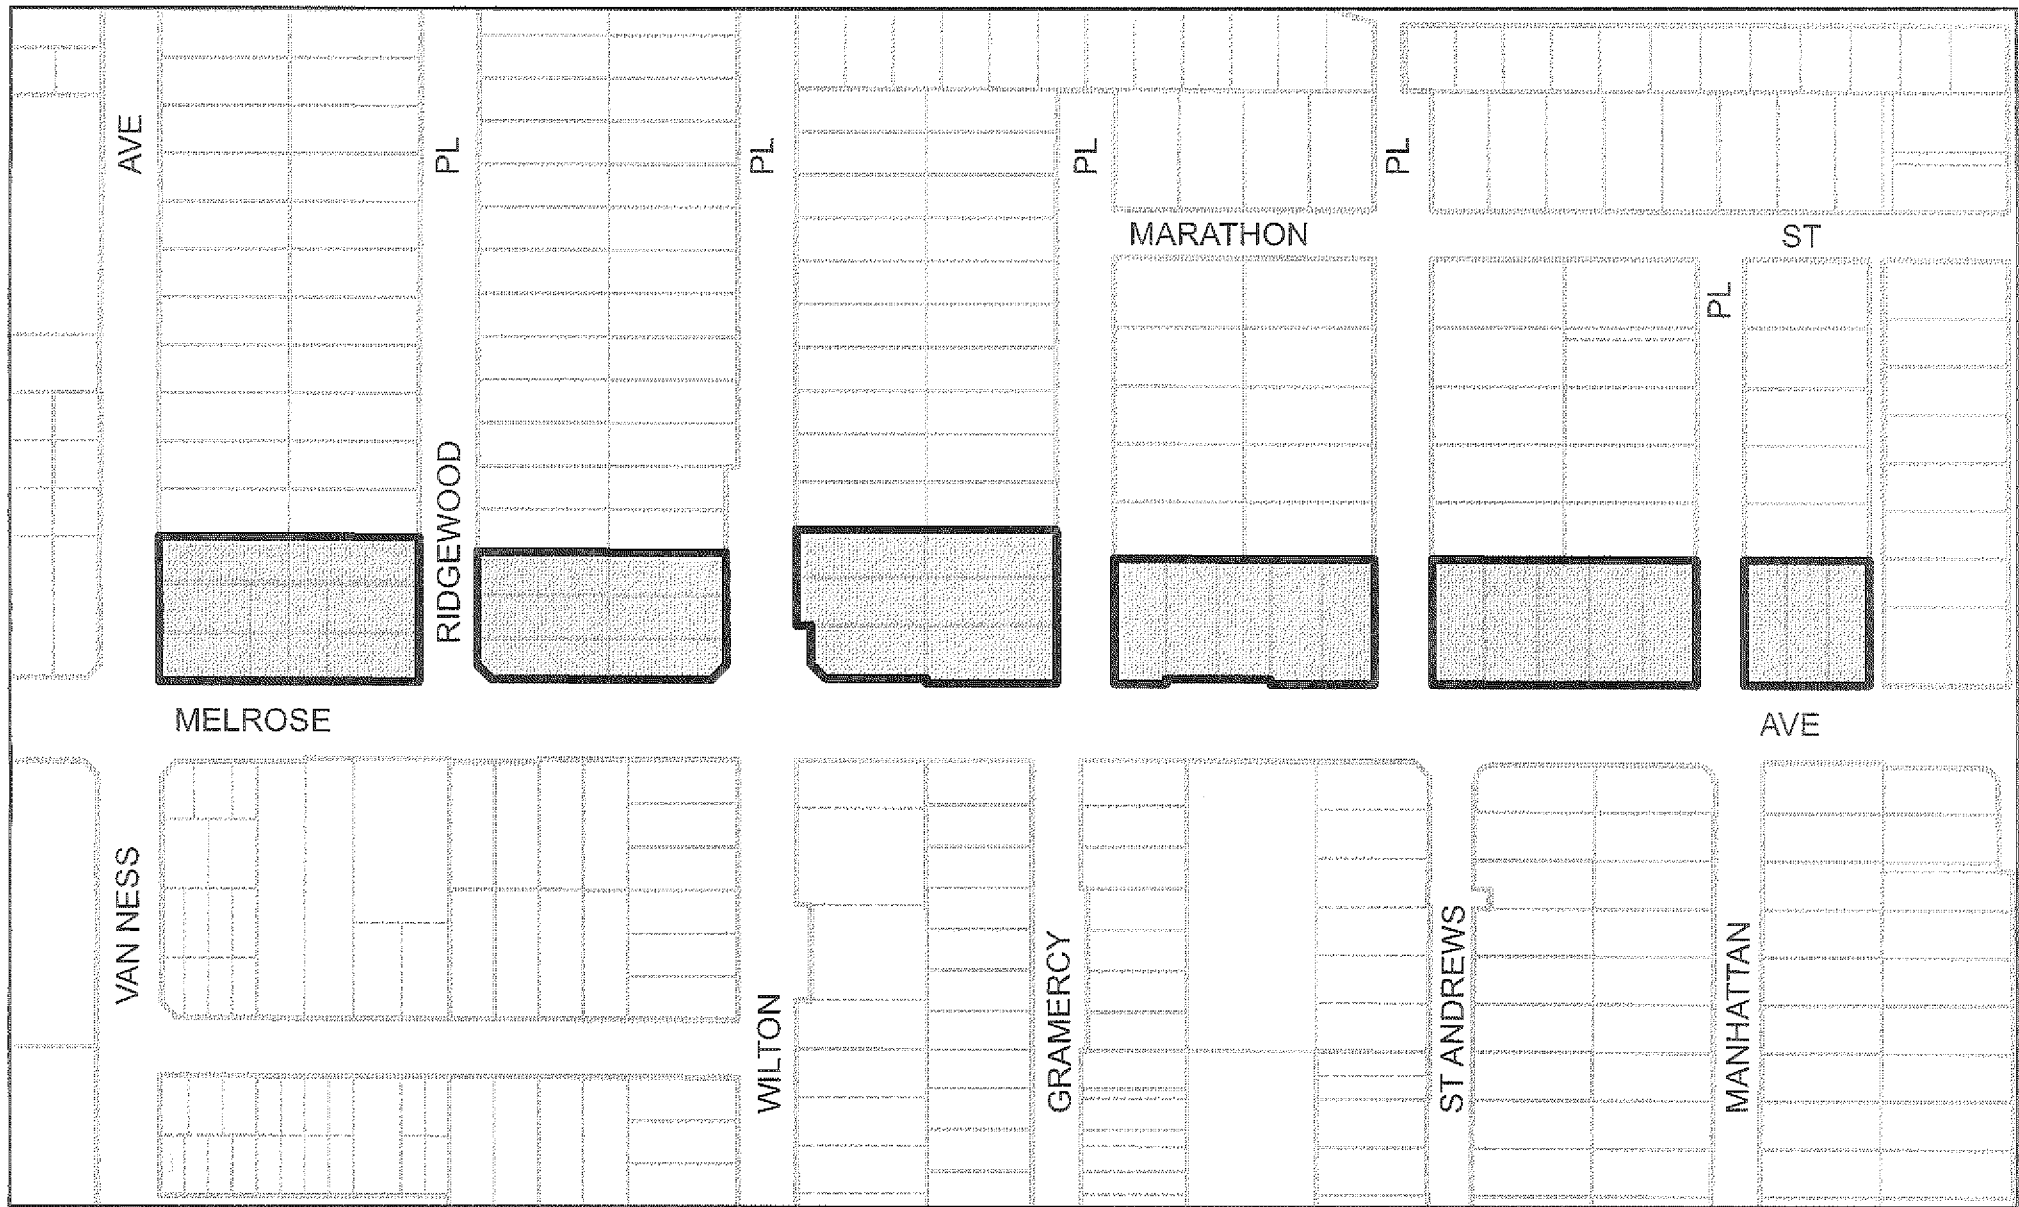 AVE
PL
PL
PL
PL
MARATHON
ST
PL
RIDGEWOOD
MELROSE
AVE
VAN NESS
WILTON
GRAMERCY
ST ANDREWS
MANHATTAN